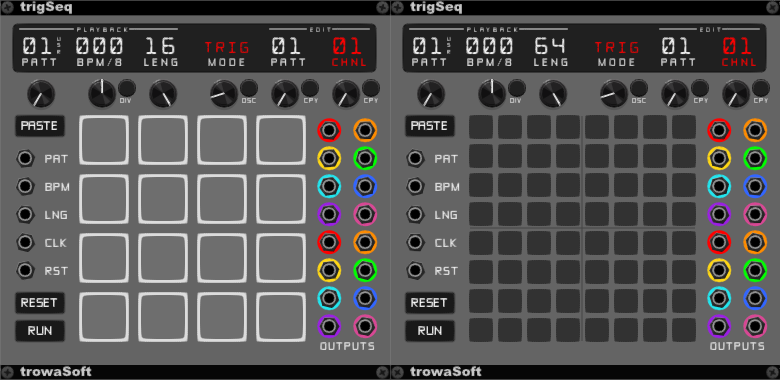 trigSeq
PLAYBACK EDIT
01 USE 000 16 TRIG 01 01
PATT BPM/8 LENG MODE PATT CHNL
DIV OSC CPY CPY
PASTE
PAT
BPM
LNG
CLK
RST
RESET
RUN
OUTPUTS
trowaSoft
trigSeq
PLAYBACK EDIT
01 USE 000 64 TRIG 01 01
PATT BPM/8 LENG MODE PATT CHNL
DIV OSC CPY CPY
PASTE
PAT
BPM
LNG
CLK
RST
RESET
RUN
OUTPUTS
trowaSoft